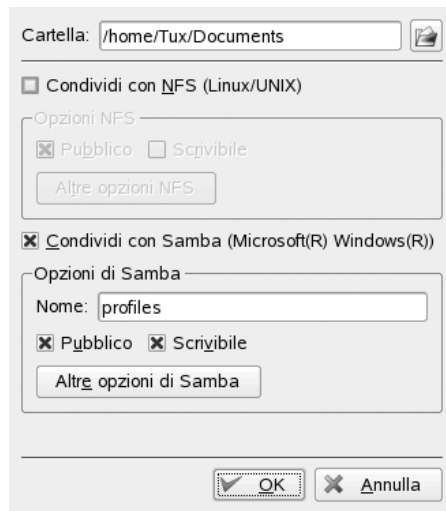 Cartella: /home/Tux/Documents
Condividi con NFS (Linux/UNIX)
Opzioni NFS
Pubblico Scrivibile
Altre opzioni NFS
Condividi con Samba (Microsoft(R) Windows(R))
Opzioni di Samba
Nome: profiles
Pubblico Scrivibile
Altre opzioni di Samba
OK Annulla